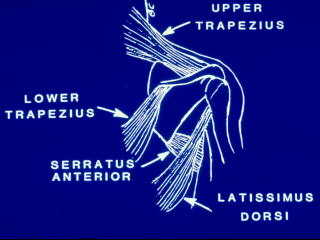 UPPER
TRAPEZIUS
LOWER
TRAPEZIUS
SERRATUS
ANTERIOR
LATISSIMUS
DORSI